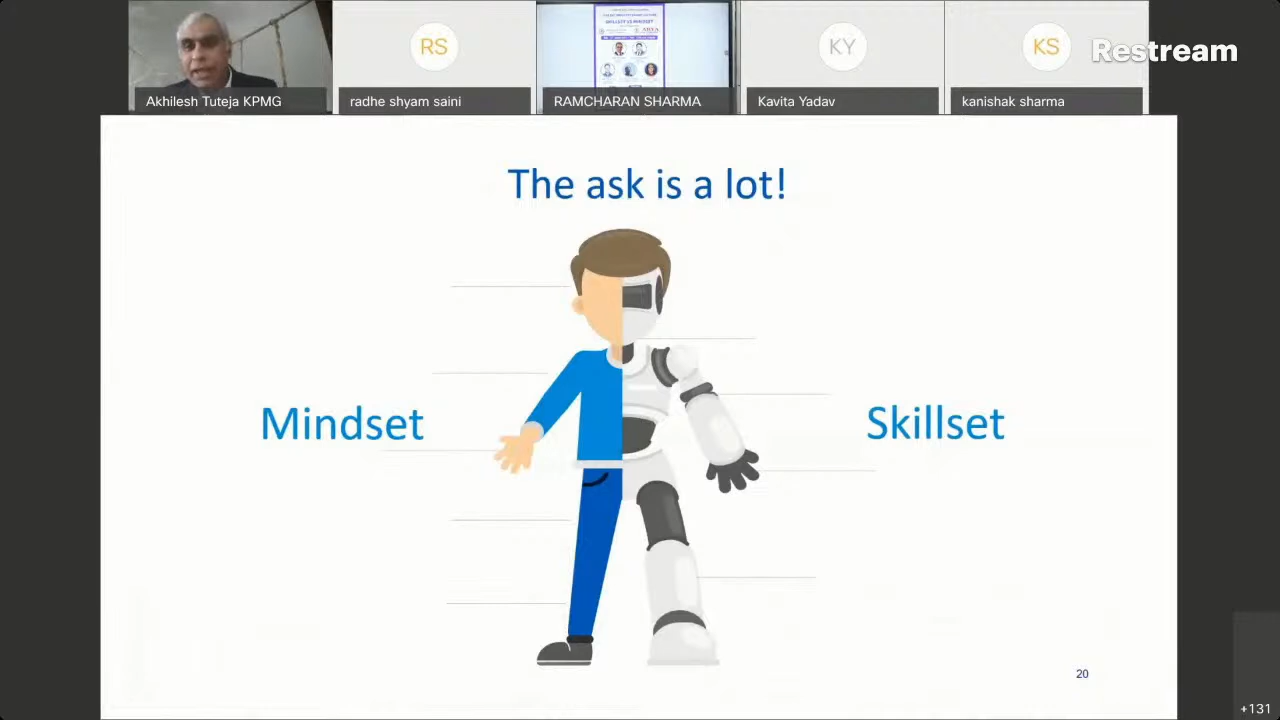 RS
KY
KS
Restream
Akhilesh Tuteja KPMG
radhe shyam saini
RAMCHARAN SHARMA
Kavita Yadav
kanishak sharma
The ask is a lot!
Mindset
Skillset
20
+131